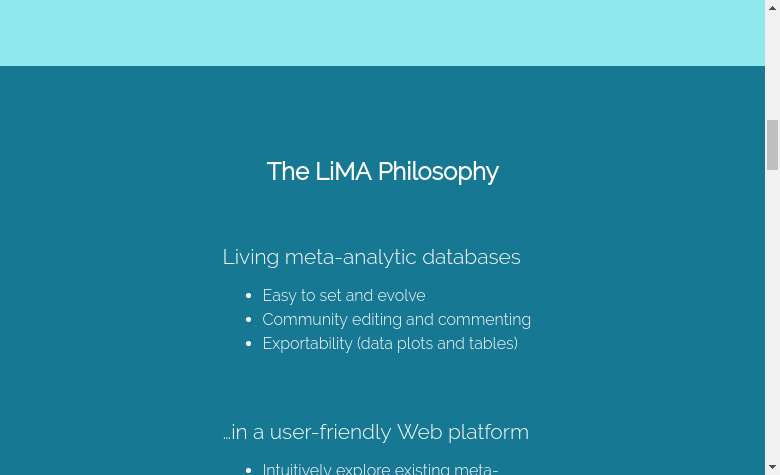 The LiMA Philosophy
Living meta-analytic databases
Easy to set and evolve
Community editing and commenting
Exportability (data plots and tables)
...in a user-friendly Web platform
Intuitively explore existing meta-